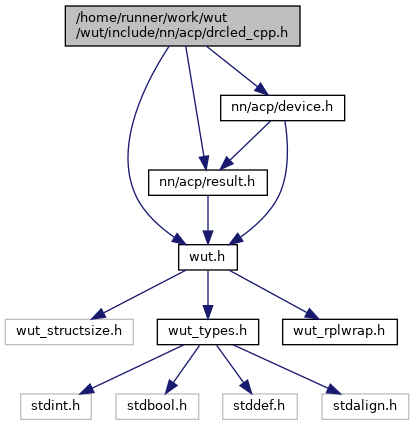 /home/runner/work/wut
/wut/include/nn/acp/drcled_cpp.h
nn/acp/device.h
nn/acp/result.h
wut.h
wut_structsize.h
wut_types.h
wut_rplwrap.h
stdint.h
stdbool.h
stddef.h
stdalign.h